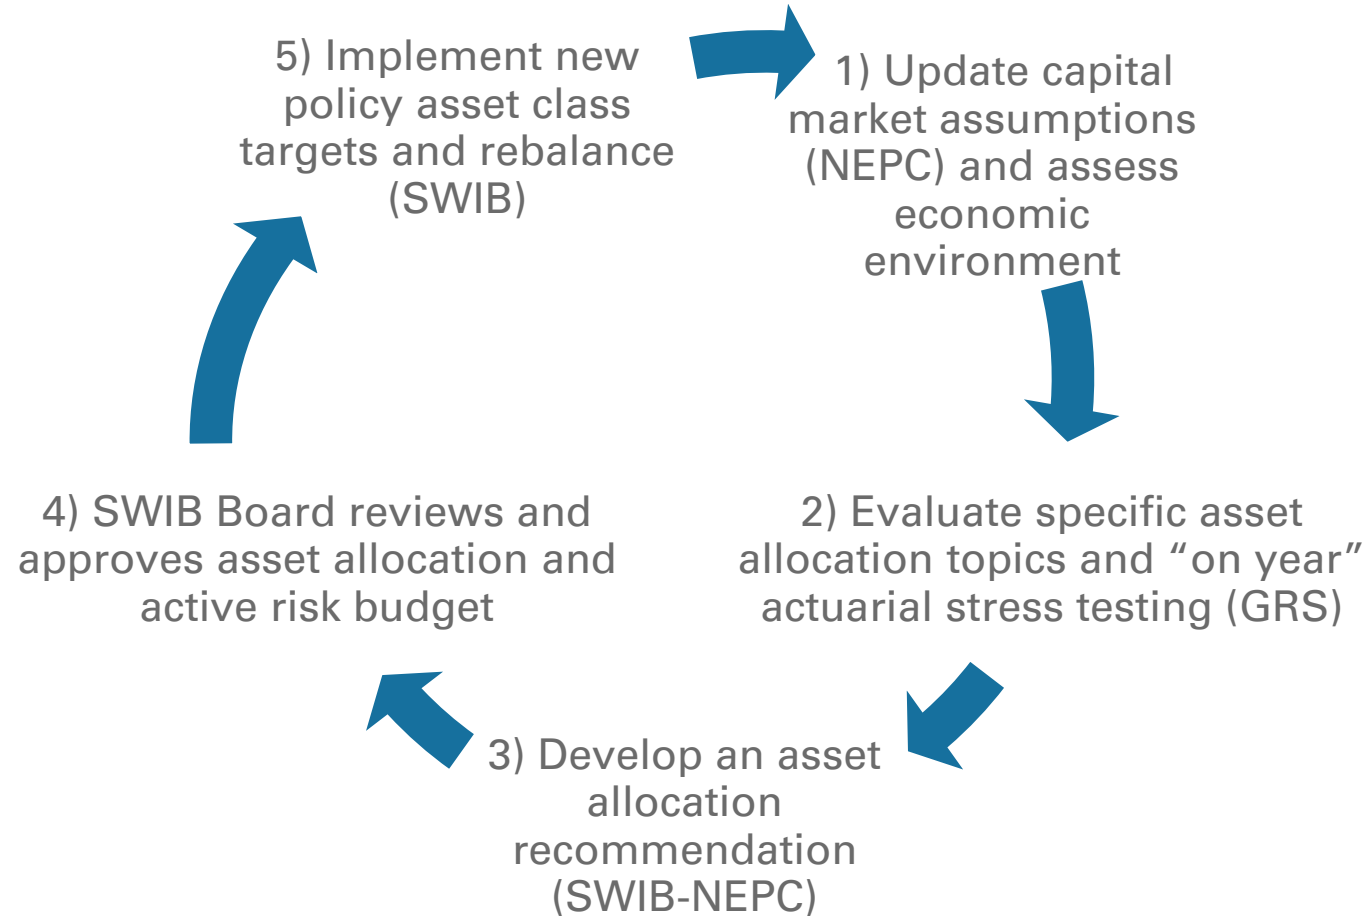 5) Implement new
policy asset class
targets and rebalance
(SWIB)
1) Update capital
market assumptions
(NEPC) and assess
economic
environment
4) SWIB Board reviews and
approves asset allocation and
active risk budget
2) Evaluate specific asset
allocation topics and “on year”
actuarial stress testing (GRS)
3) Develop an asset
allocation
recommendation
(SWIB-NEPC)